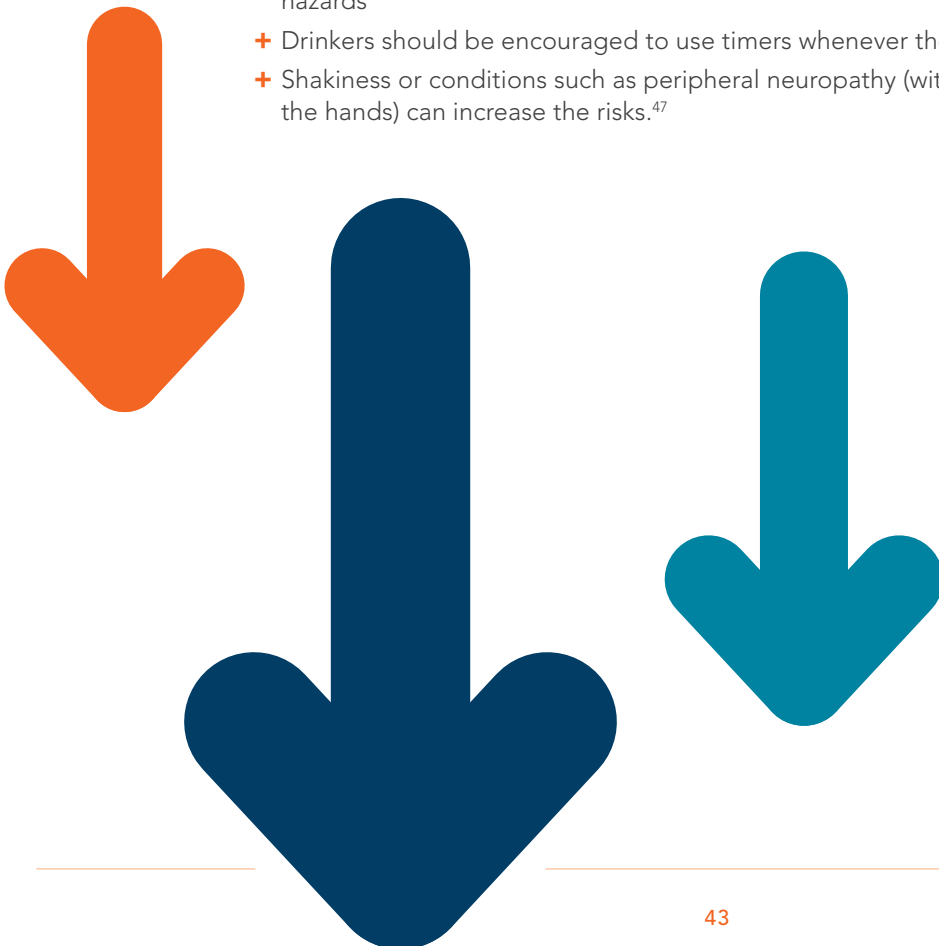 hazards
+ Drinkers should be encouraged to use timers whenever
+ Shakiness or conditions such as peripheral neuropathy
the hands) can increase the risks.47
43